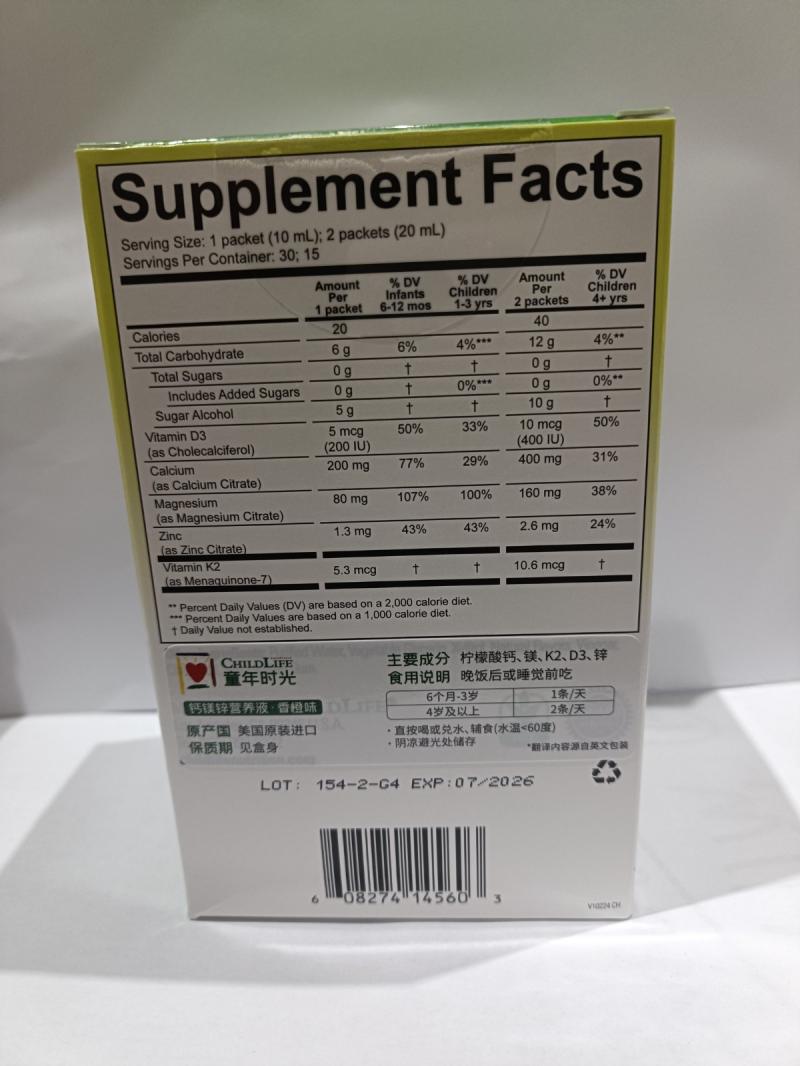 Supplement Facts
Serving Size: 1 packet (10 mL); 2 packets (20 mL)
Servings Per Container: 30; 15
Amount Per 1 packet % DV Infants 6-12 mos % DV Children 1-3 yrs Amount Per 2 packets % DV Children 4+ yrs
Calories 20 40
Total Carbohydrate 6 g 6% 4%*** 12 g 4%**
Total Sugars 0 g † † 0 g †
Includes Added Sugars 0 g † 0%*** 0 g 0%**
Sugar Alcohol 5 g † † 10 g †
Vitamin D3 5 mcg 50% 33% 10 mcg 50%
(as Cholecalciferol) (200 IU) (400 IU)
Calcium 200 mg 77% 29% 400 mg 31%
(as Calcium Citrate)
Magnesium 80 mg 107% 100% 160 mg 38%
(as Magnesium Citrate)
Zinc 1.3 mg 43% 43% 2.6 mg 24%
(as Zinc Citrate)
Vitamin K2 5.3 mcg † † 10.6 mcg †
(as Menaquinone-7)
** Percent Daily Values (DV) are based on a 2,000 calorie diet.
*** Percent Daily Values are based on a 1,000 calorie diet.
† Daily Value not established.
CHILDLIFE
童年时光
钙镁锌营养液·香橙味
原产国 美国原装进口
保质期 见盒身
主要成分 柠檬酸钙、镁、K2、D3、锌
食用说明 晚饭后或睡觉前吃
6个月-3岁 1条/天
4岁及以上 2条/天
·直接喝或兑水、辅食(水温<60度)
·阴凉避光处储存
*翻译内容源自英文包装
LOT: 154-2-G4 EXP:07/2026
6 08274 14560 3
V10224 CH